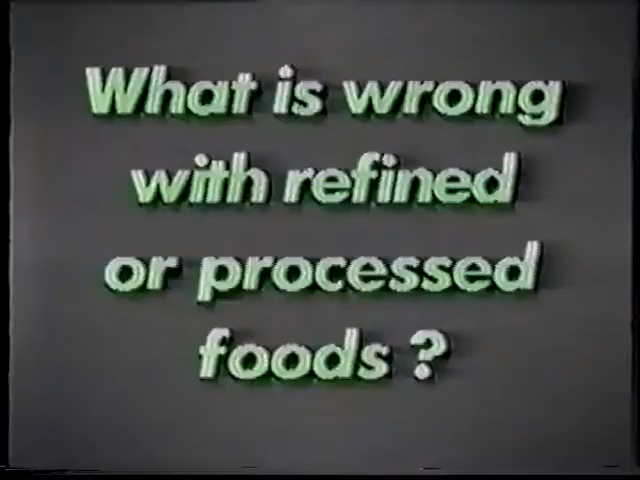 What is wrong
with refined
or processed
foods ?